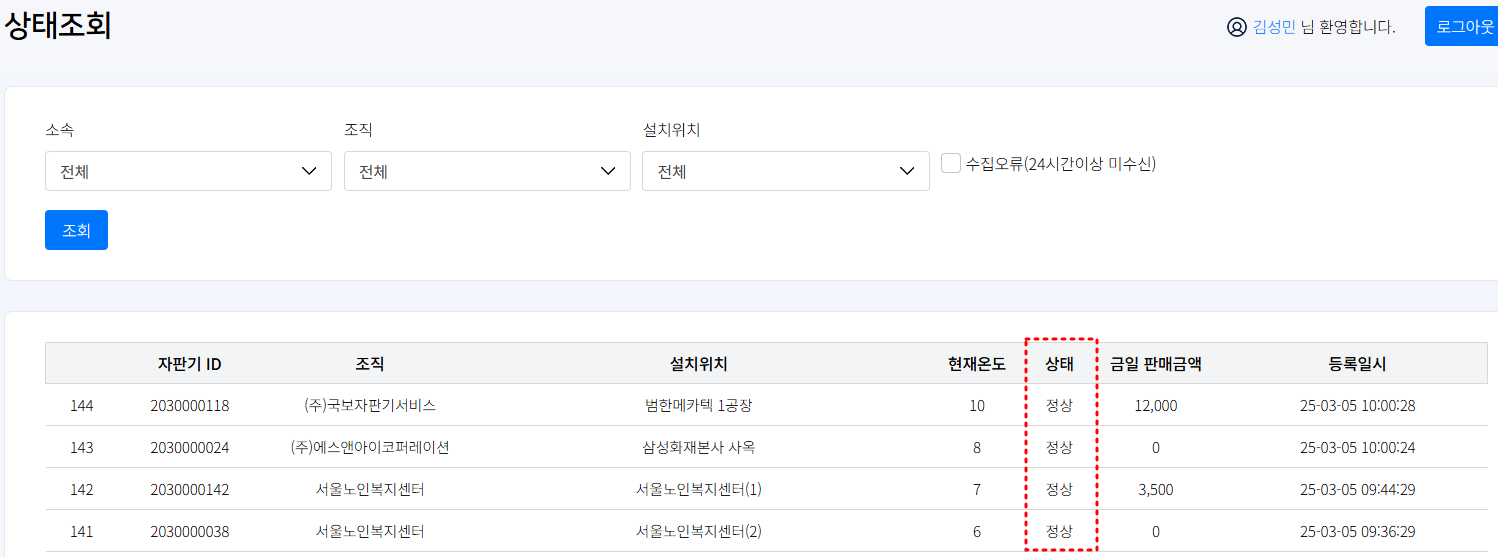 상태조회
김성민 님 환영합니다.
로그아웃
소속 조직 설치위치
전체 전체 전체 수집오류(24시간이상 미수신)
조회
자판기 ID 조직 설치위치 현재온도 상태 금일 판매금액 등록일시
144 2030000118 (주)국보자판기서비스 범한메카텍 1공장 10 정상 12,000 25-03-05 10:00:28
143 2030000024 (주)에스앤아이코퍼레이션 삼성화재본사 사옥 8 정상 0 25-03-05 10:00:24
142 2030000142 서울노인복지센터 서울노인복지센터(1) 7 정상 3,500 25-03-05 09:44:29
141 2030000038 서울노인복지센터 서울노인복지센터(2) 6 정상 0 25-03-05 09:36:29